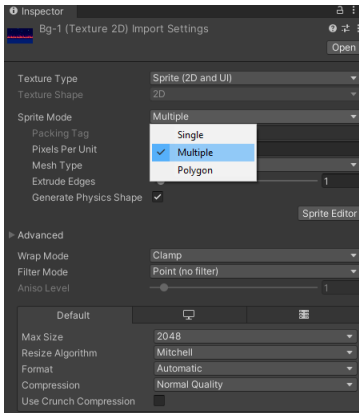 Inspector
Bg-1 (Texture 2D) Import Settings
Open
Texture Type Sprite (2D and UI)
Texture Shape 2D
Sprite Mode Multiple
Packing Tag Single
Pixels Per Unit Multiple
Mesh Type Polygon
Extrude Edges 1
Generate Physics Shape
Sprite Editor
Advanced
Wrap Mode Clamp
Filter Mode Point (no filter)
Aniso Level 1
Default
Max Size 2048
Resize Algorithm Mitchell
Format Automatic
Compression Normal Quality
Use Crunch Compression